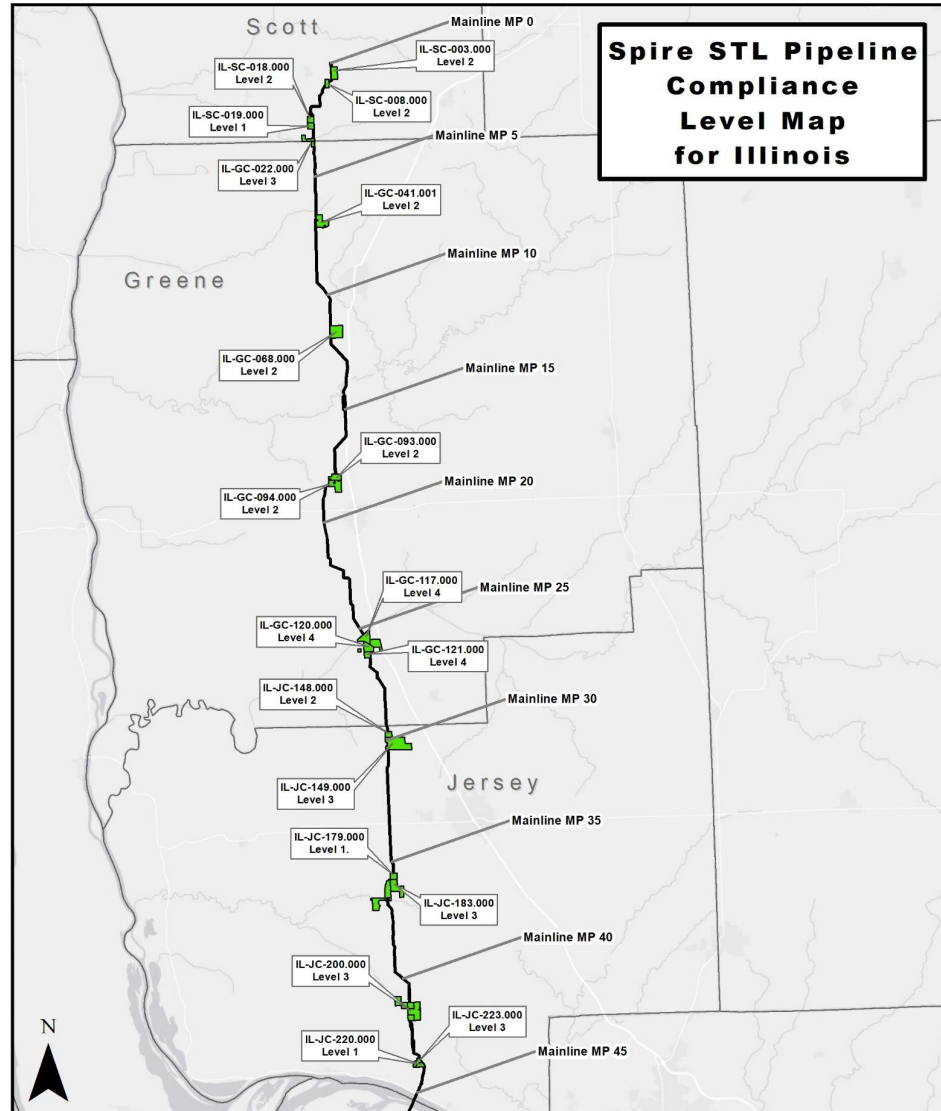 Spire STL Pipeline
Compliance
Level Map
for Illinois
Scott
Mainline MP 0
IL-SC-003.000
Level 2
IL-SC-018.000
Level 2
IL-SC-008.000
Level 2
IL-SC-019.000
Level 1
Mainline MP 5
IL-GC-022.000
Level 3
IL-GC-041.001
Level 2
Mainline MP 10
Greene
IL-GC-068.000
Level 2
Mainline MP 15
IL-GC-093.000
Level 2
Mainline MP 20
IL-GC-094.000
Level 2
IL-GC-117.000
Level 4
Mainline MP 25
IL-GC-120.000
Level 4
IL-GC-121.000
Level 4
IL-JC-148.000
Level 2
Mainline MP 30
Jersey
IL-JC-149.000
Level 3
Mainline MP 35
IL-JC-179.000
Level 1.
IL-JC-183.000
Level 3
Mainline MP 40
IL-JC-200.000
Level 3
IL-JC-223.000
Level 3
IL-JC-220.000
Level 1
Mainline MP 45
N